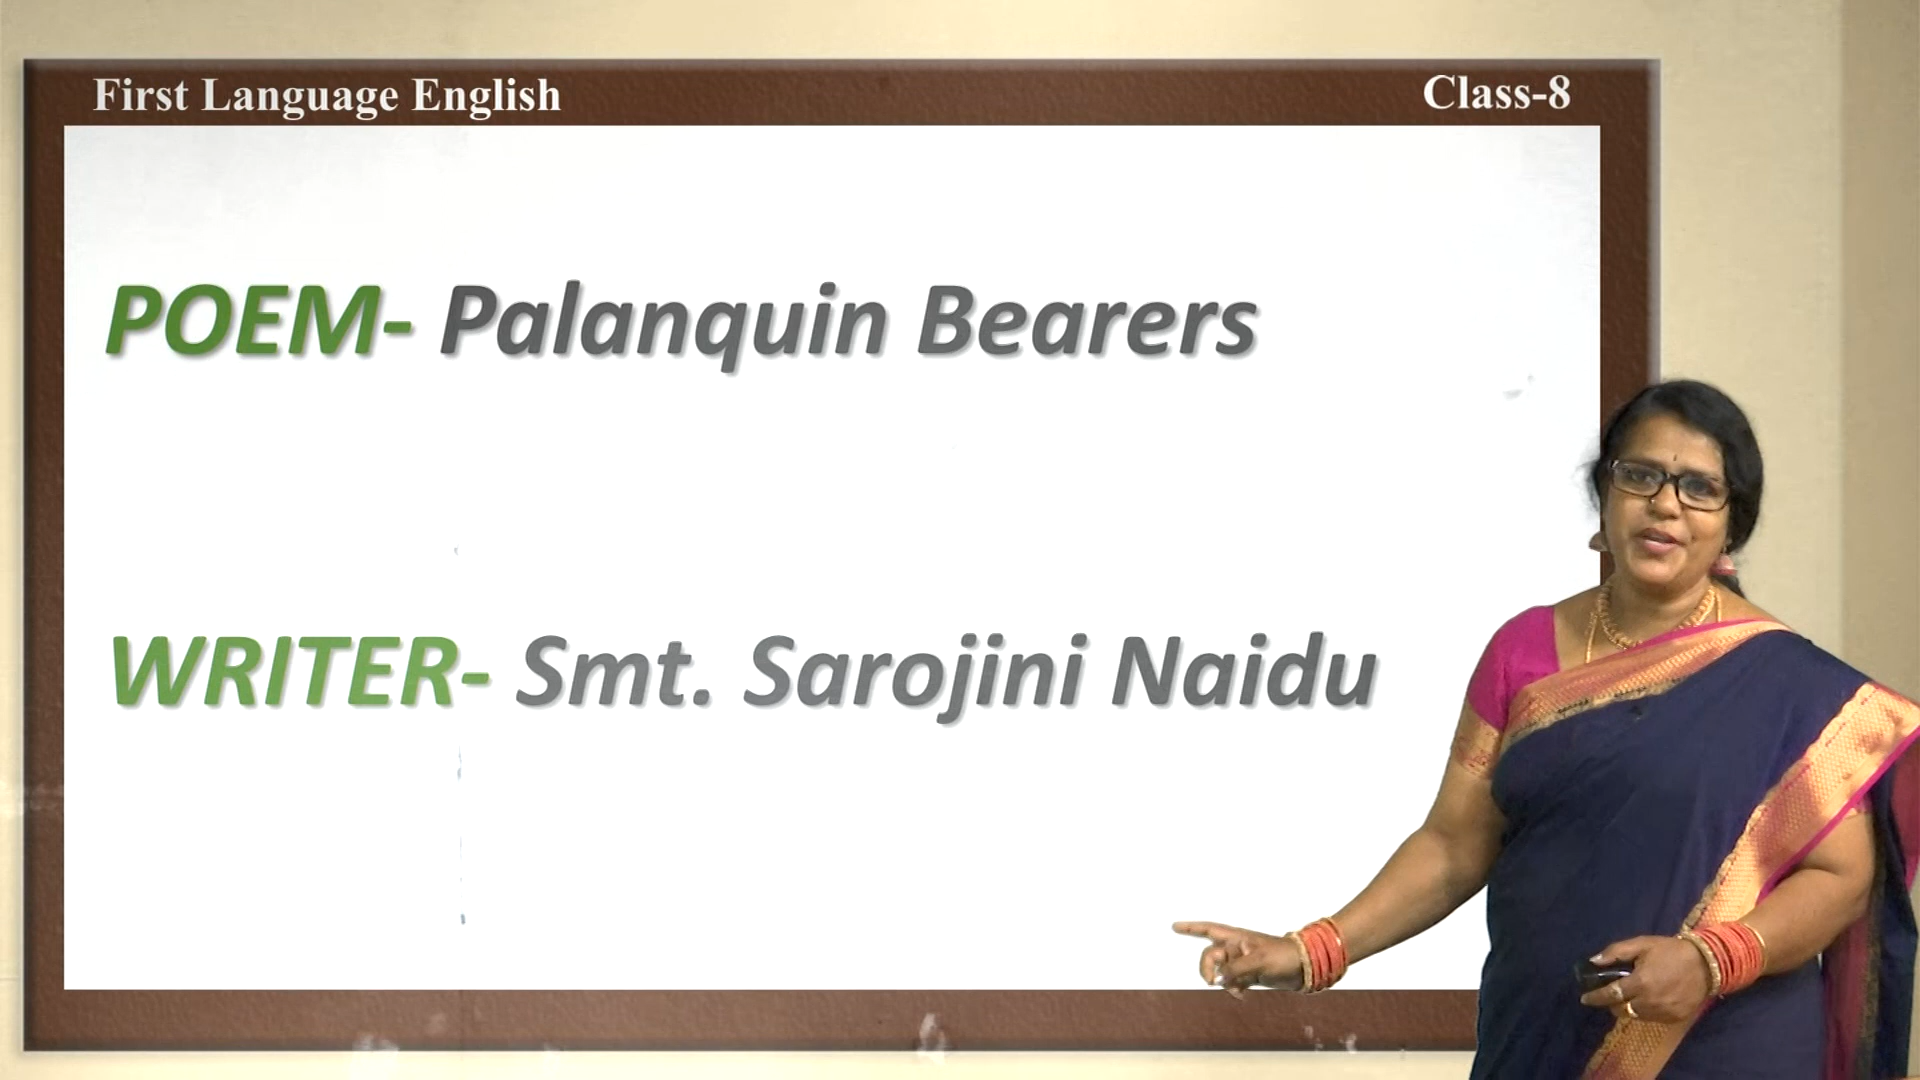 First Language English
Class-8
POEM- Palanquin Bearers
WRITER- Smt. Sarojini Naidu